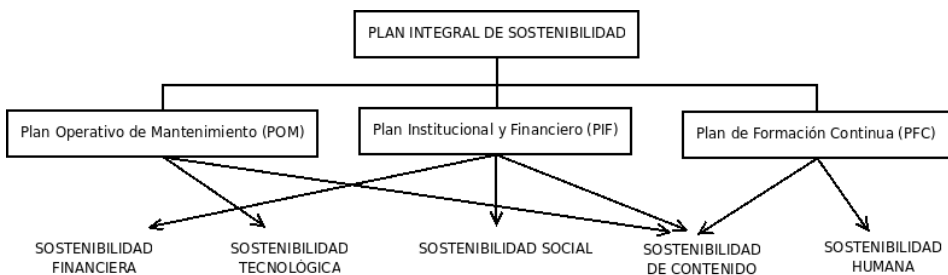 PLAN INTEGRAL DE SOSTENIBILIDAD
Plan Operativo de Mantenimiento (POM)
Plan Institucional y Financiero (PIF)
Plan de Formación Continua (PFC)
SOSTENIBILIDAD
FINANCIERA
SOSTENIBILIDAD
TECNOLÓGICA
SOSTENIBILIDAD SOCIAL
SOSTENIBILIDAD
DE CONTENIDO
SOSTENIBILIDAD
HUMANA